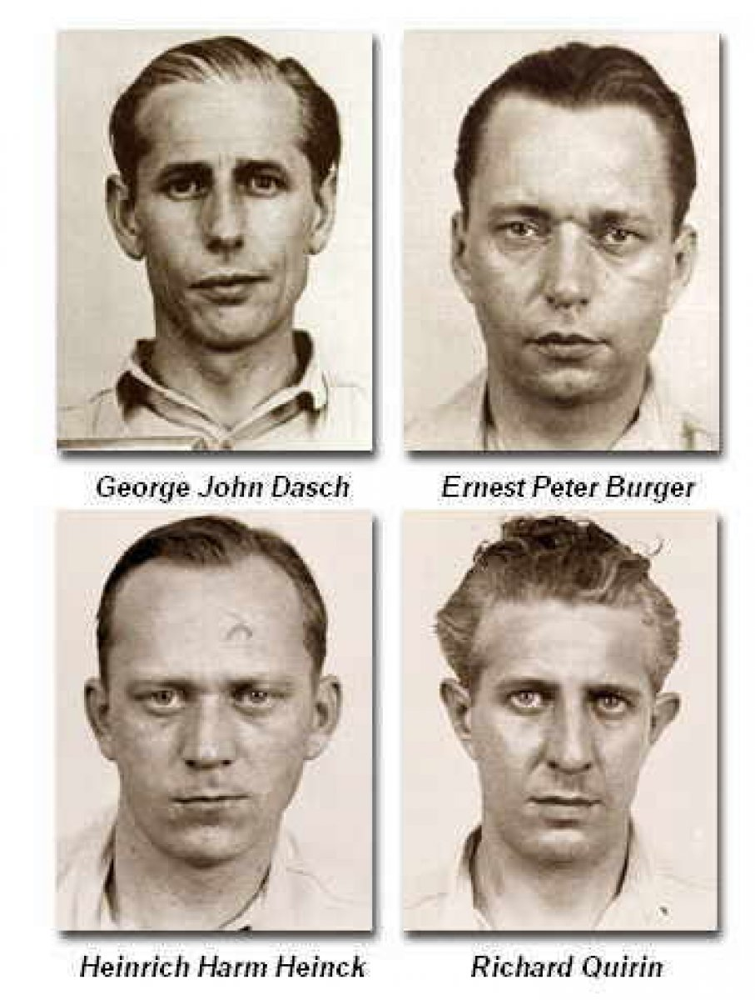 George John Dasch
Ernest Peter Burger
Heinrich Harm Heinck
Richard Quirin